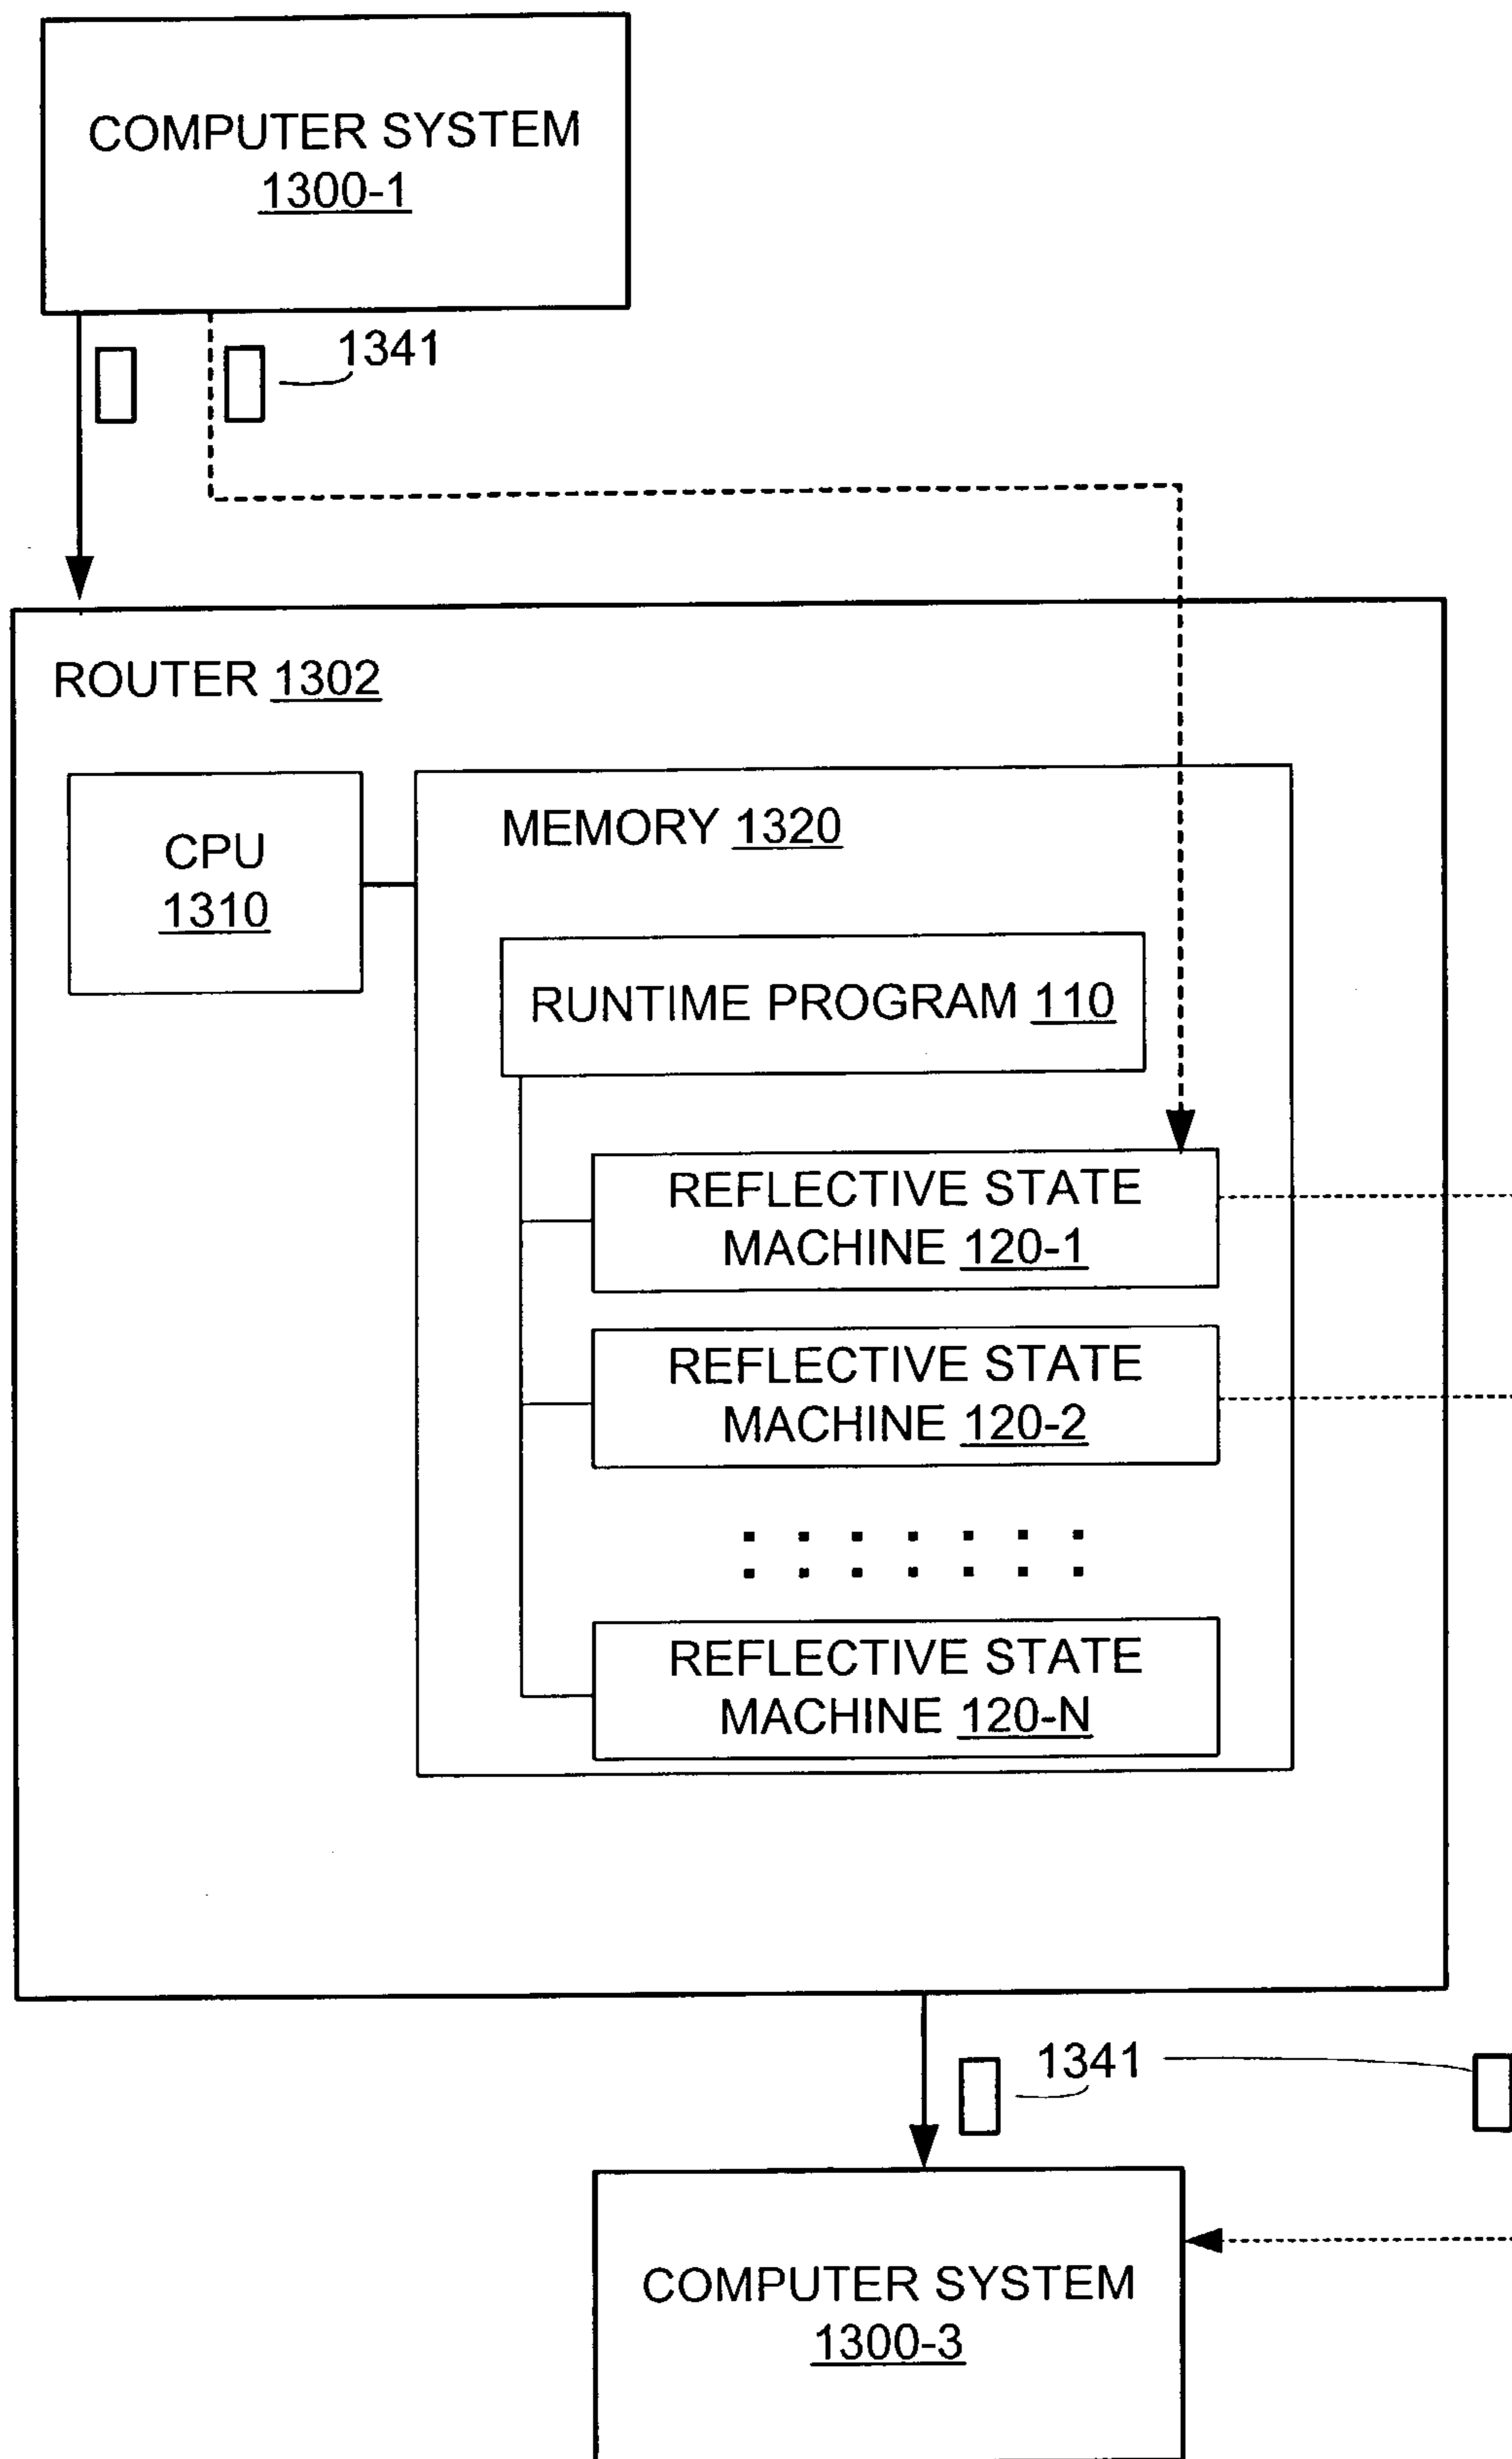 COMPUTER SYSTEM
1300-1
1341
ROUTER 1302
CPU
1310
MEMORY 1320
RUNTIME PROGRAM 110
REFLECTIVE STATE
MACHINE 120-1
REFLECTIVE STATE
MACHINE 120-2
REFLECTIVE STATE
MACHINE 120-N
1341
COMPUTER SYSTEM
1300-3